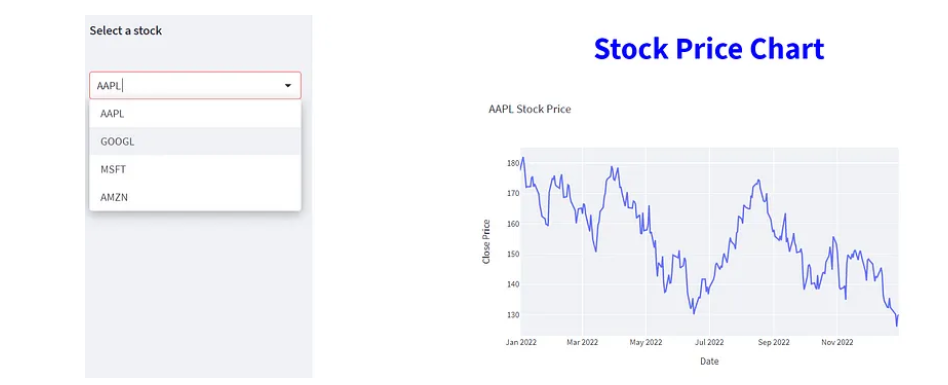 Select a stock
AAPL
AAPL
GOOGL
MSFT
AMZN
Stock Price Chart
AAPL Stock Price
180
170
160
150
140
130
Close Price
Jan 2022 Mar 2022 May 2022 Jul 2022 Sep 2022 Nov 2022
Date